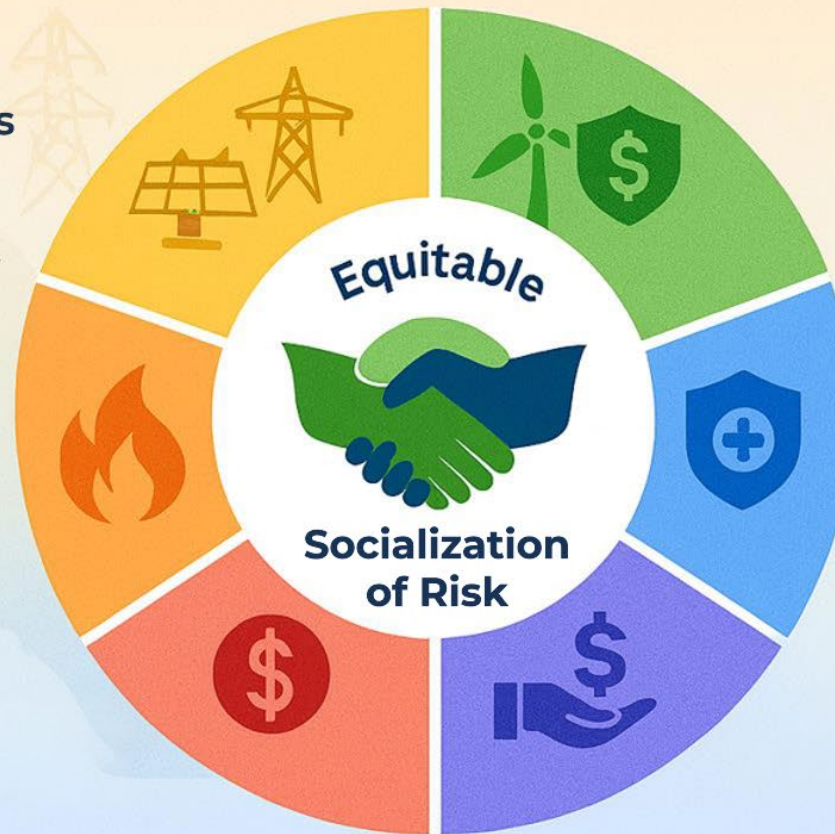 s
Equitable
Socialization
of Risk
$
$
$